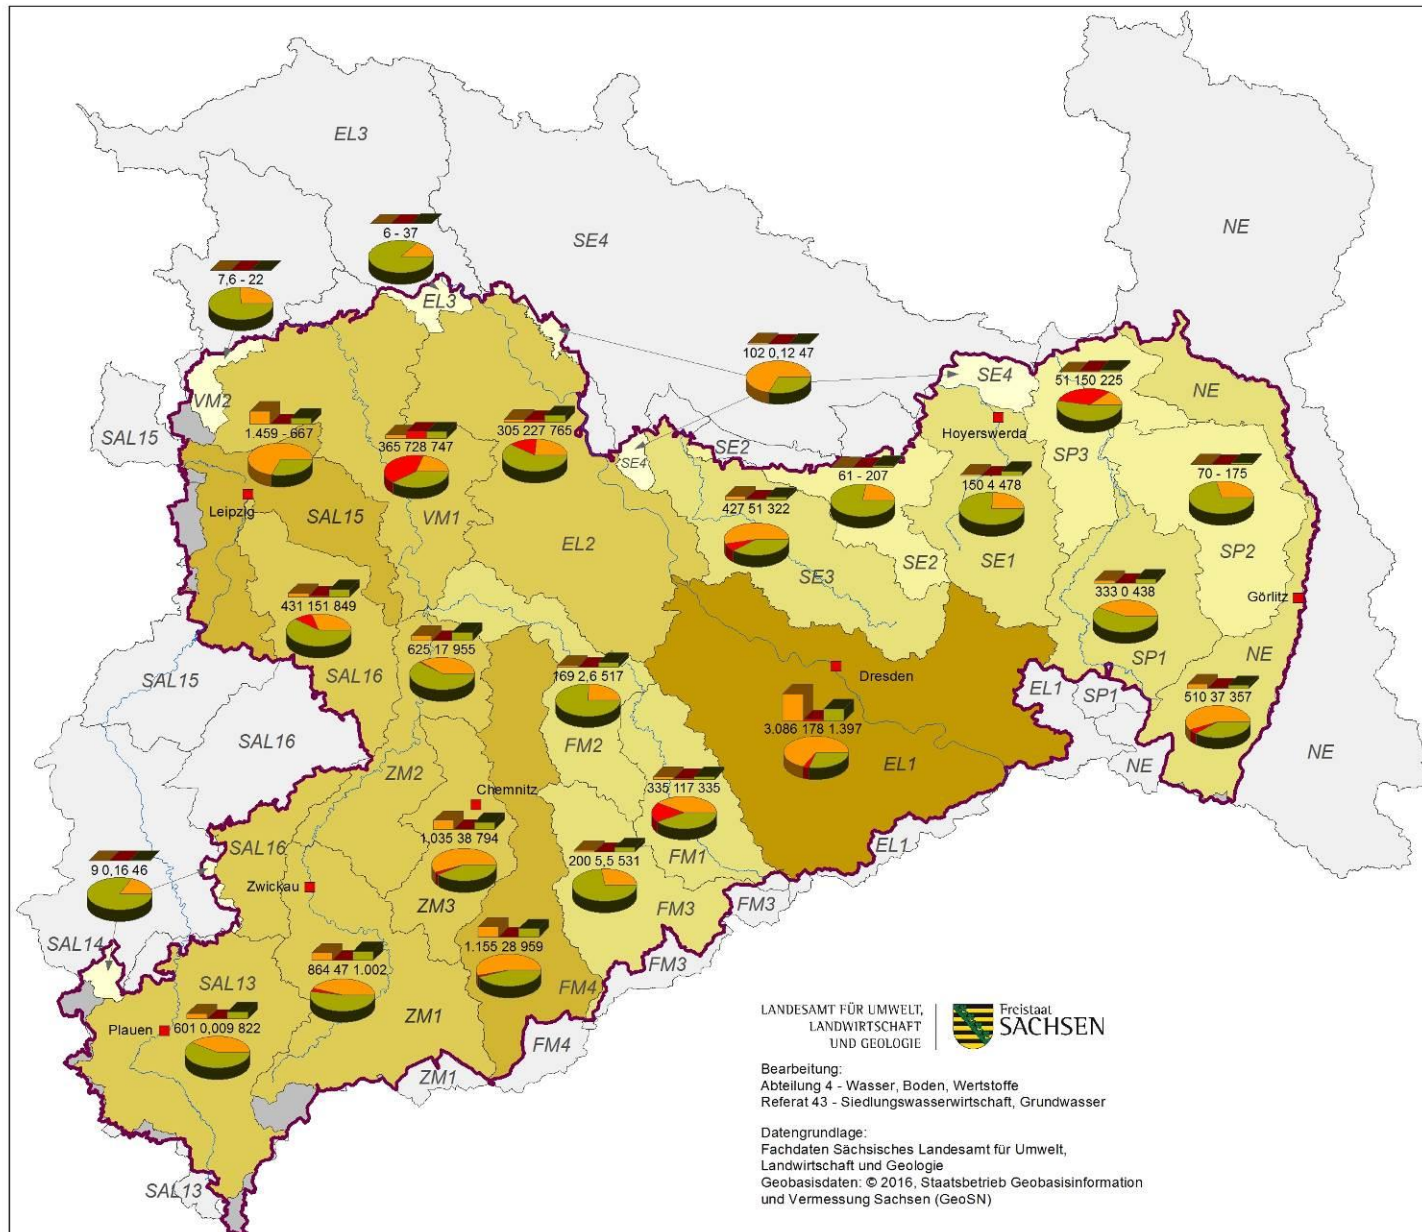 EL3
NE
SE4
6 - 37
7,6 - 22
EL3
102 0,12 47
SE4
51 150 225
NE
VM2
SAL15
1.459 - 667
365 728 747
305 227 765
SE2
Hoyerswerda
SE4
SP3
61 - 207
150 4 478
70 - 175
Leipzig
SAL15
VM1
427 51 322
EL2
SE3
SE2
SE1
SP2
333 0 438
Görlitz
431 151 849
625 17 955
SP1
NE
SAL15
SAL16
169 2,6 517
Dresden
EL1
SP1
510 37 357
SAL16
3.086 178 1.397
FM2
EL1
NE
NE
ZM2
Chemnitz
335 117 335
1.035 38 794
SAL16
EL1
9 0,16 46
200 5,5 531
FM1
Zwickau
ZM3
FM3
FM3
SAL14
1.155 28 959
864 47 1.002
FM3
SAL13
FM4
Plauen
601 0,009 822
ZM1
FM4
ZM1
SAL13
LANDESAMT FÜR UMWELT,
LANDWIRTSCHAFT
UND GEOLOGIE
Freistaat
SACHSEN
Bearbeitung:
Abteilung 4 - Wasser, Boden, Wertstoffe
Referat 43 - Siedlungswasserwirtschaft, Grundwasser
Datengrundlage:
Fachdaten Sächsisches Landesamt für Umwelt,
Landwirtschaft und Geologie
Geobasisdaten: © 2016, Staatsbetrieb Geobasisinformation
und Vermessung Sachsen (GeoSN)